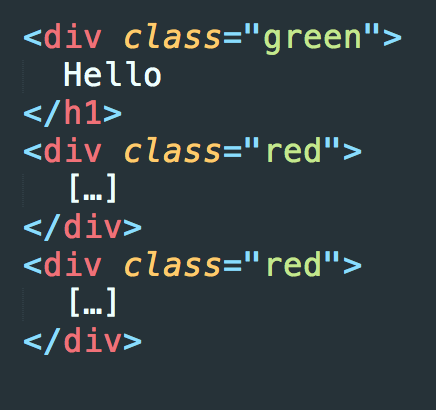 <div class="green">
Hello
</h1>
<div class="red">
[…]
</div>
<div class="red">
[…]
</div>